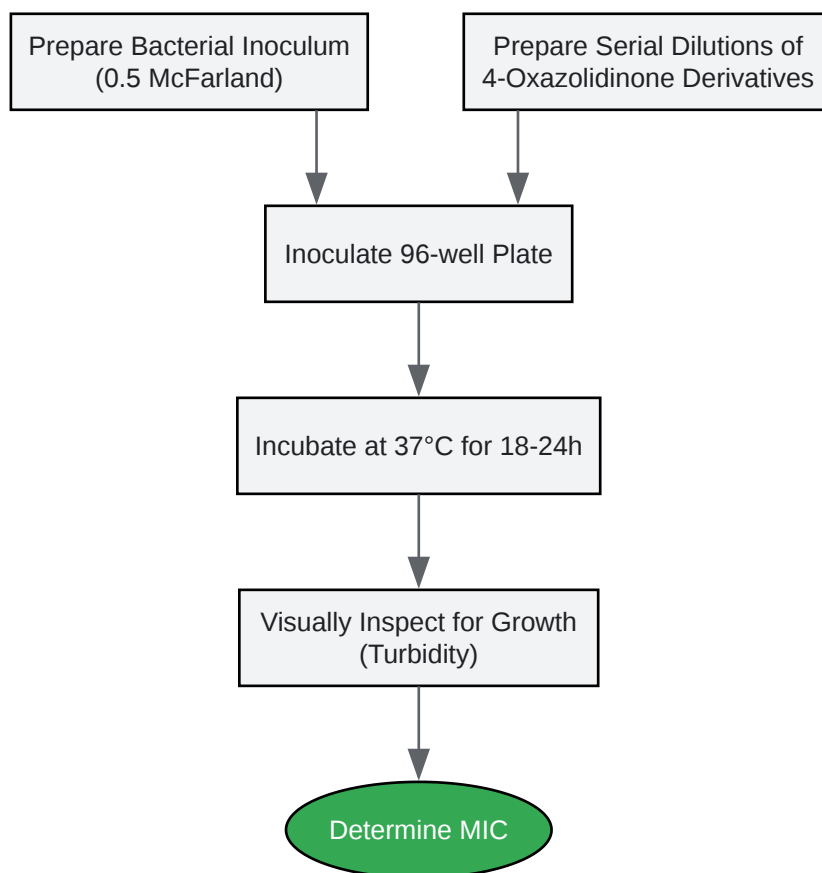 Prepare Bacterial Inoculum
(0.5 McFarland)
Prepare Serial Dilutions of
4-Oxazolidinone Derivatives
Inoculate 96-well Plate
Incubate at 37°C for 18-24h
Visually Inspect for Growth
(Turbidity)
Determine MIC